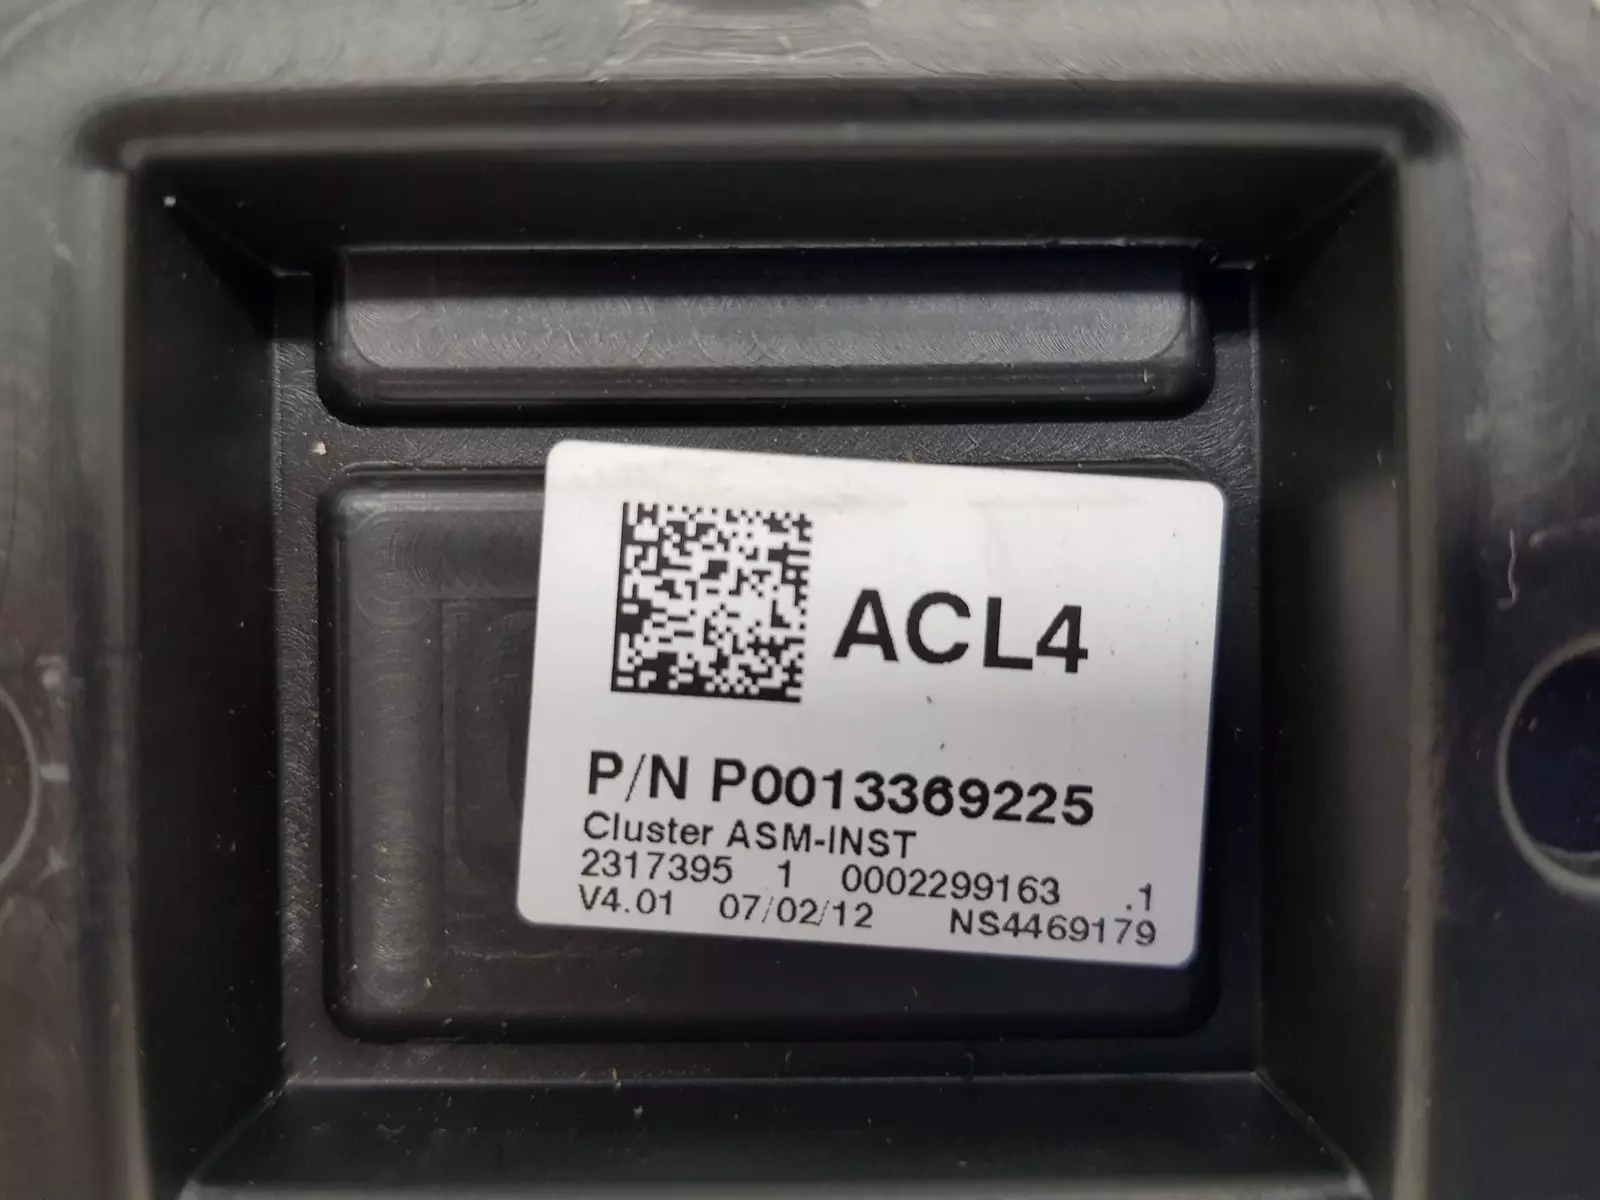 ACL4
P/N P0013369225
Cluster ASM-INST
2317395 1 0002299163 .1
V4.01 07/02/12 NS4469179